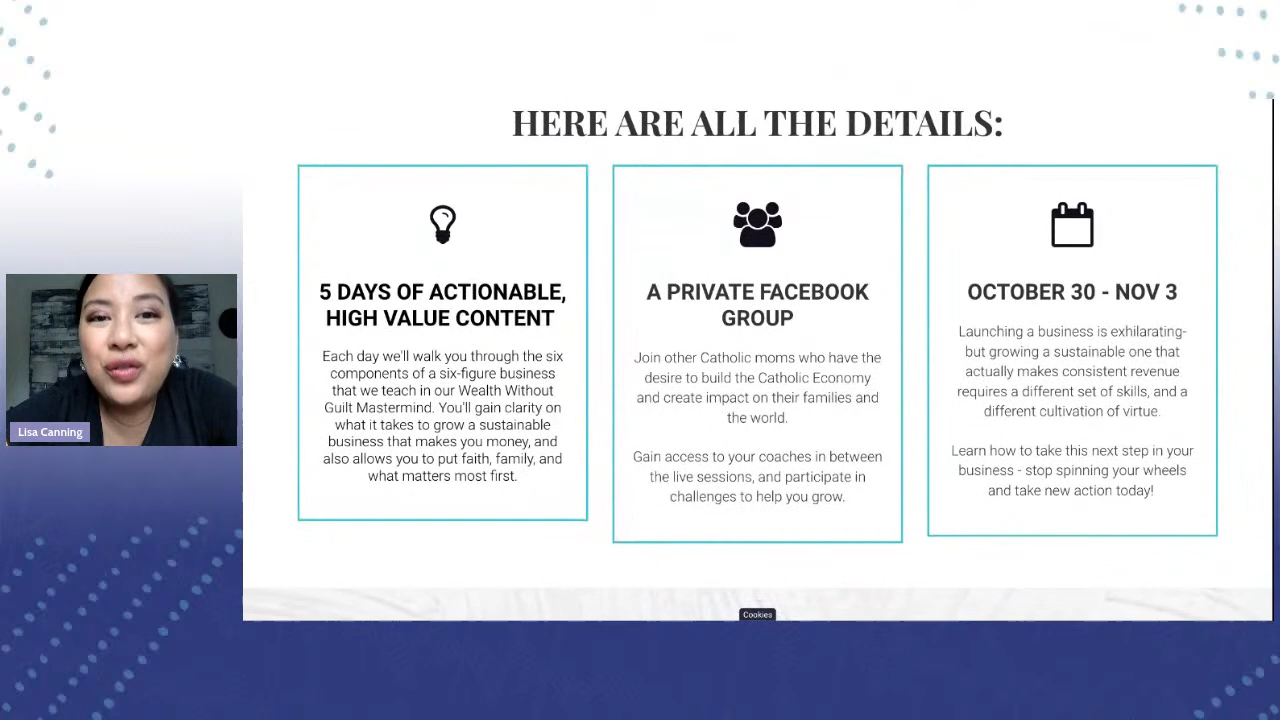 HERE ARE ALL THE DETAILS:
5 DAYS OF ACTIONABLE,
HIGH VALUE CONTENT
Each day we'll walk you through the six
components of a six-figure business
that we teach in our Wealth Without
Guilt Mastermind. You'll gain clarity on
what it takes to grow a sustainable
business that makes you money, and
also allows you to put faith, family, and
what matters most first.
A PRIVATE FACEBOOK
GROUP
Join other Catholic moms who have the
desire to build the Catholic Economy
and create impact on their families and
the world.
Gain access to your coaches in between
the live sessions, and participate in
challenges to help you grow.
OCTOBER 30 - NOV 3
Launching a business is exhilarating-
but growing a sustainable one that
actually makes consistent revenue
requires a different set of skills, and a
different cultivation of virtue.
Learn how to take this next step in your
business - stop spinning your wheels
and take new action today!
Lisa Canning
Cookies